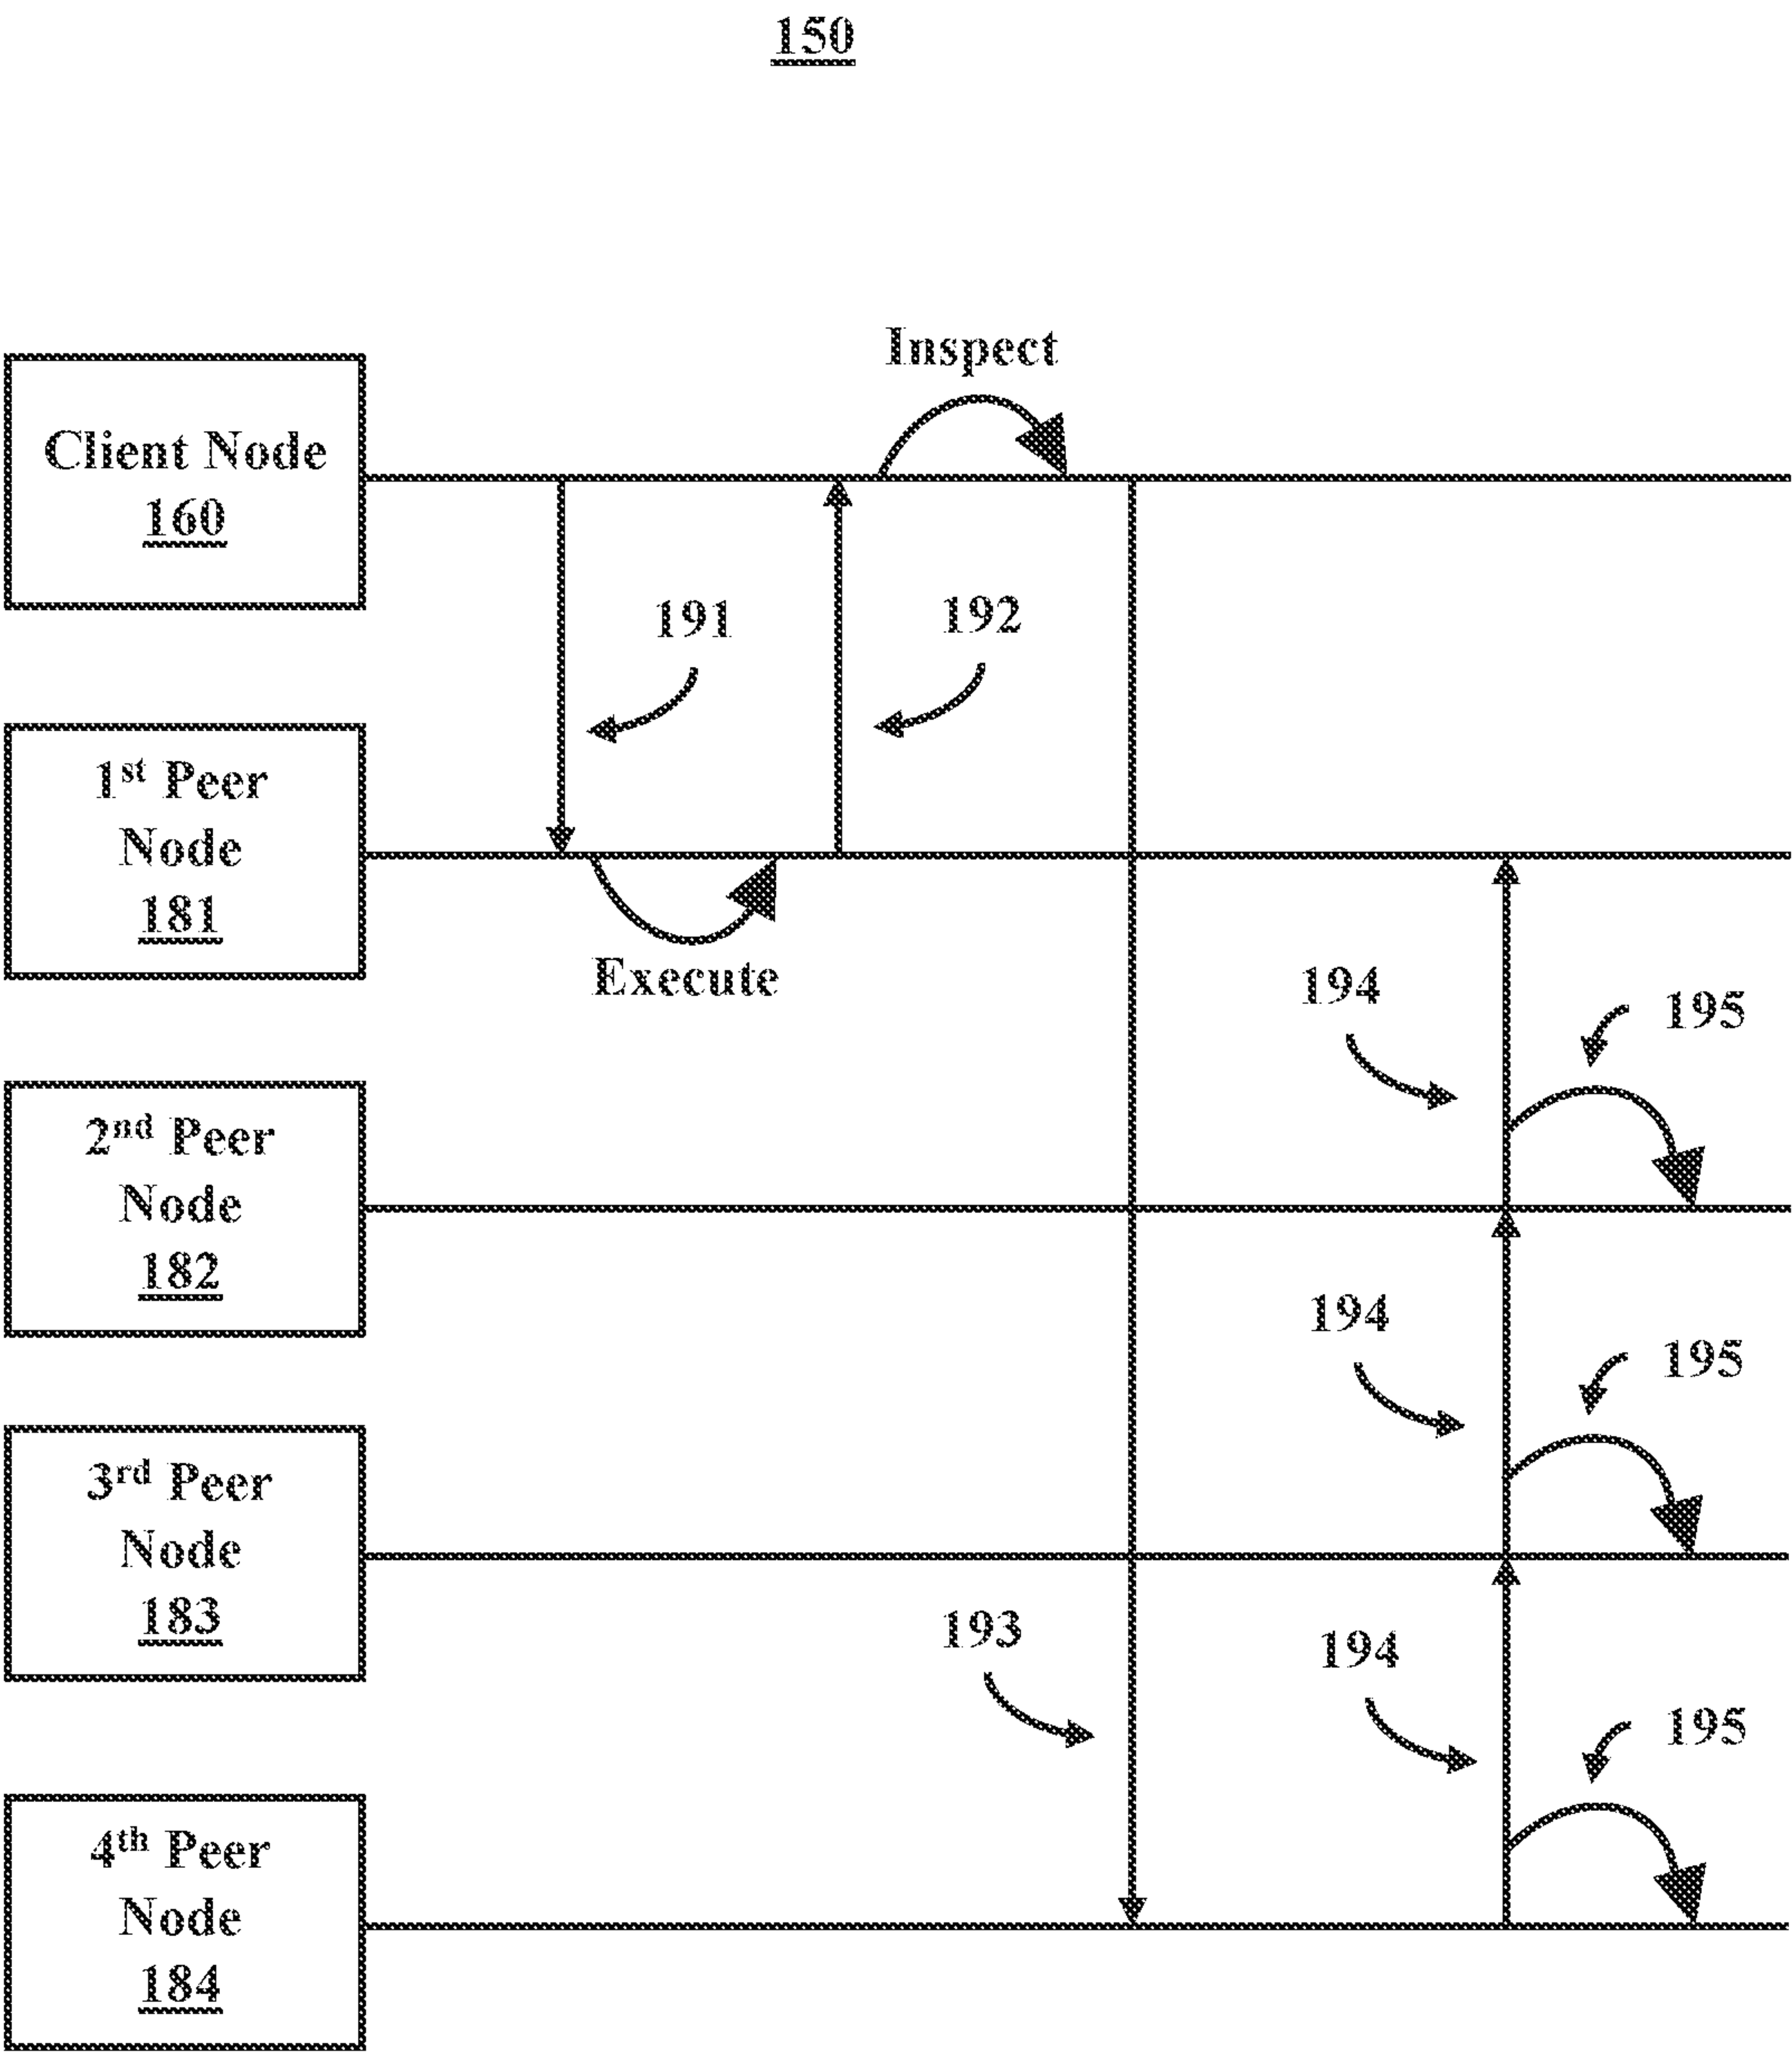 150
Inspect
Client Node
160
191
192
1st Peer
Node
181
Execute
194
195
2nd Peer
Node
182
194
195
3rd Peer
Node
183
193
194
195
4th Peer
Node
184